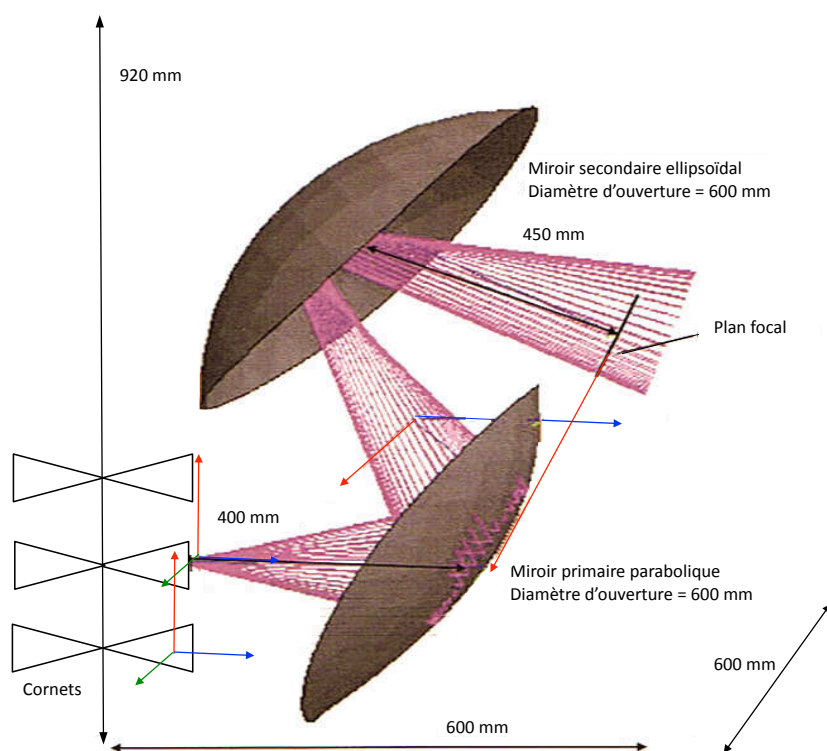 920 mm
Miroir secondaire ellipsoïdal
Diamètre d'ouverture = 600 mm
450 mm
Plan focal
400 mm
Miroir primaire parabolique
Diamètre d'ouverture = 600 mm
600 mm
Cornets
600 mm